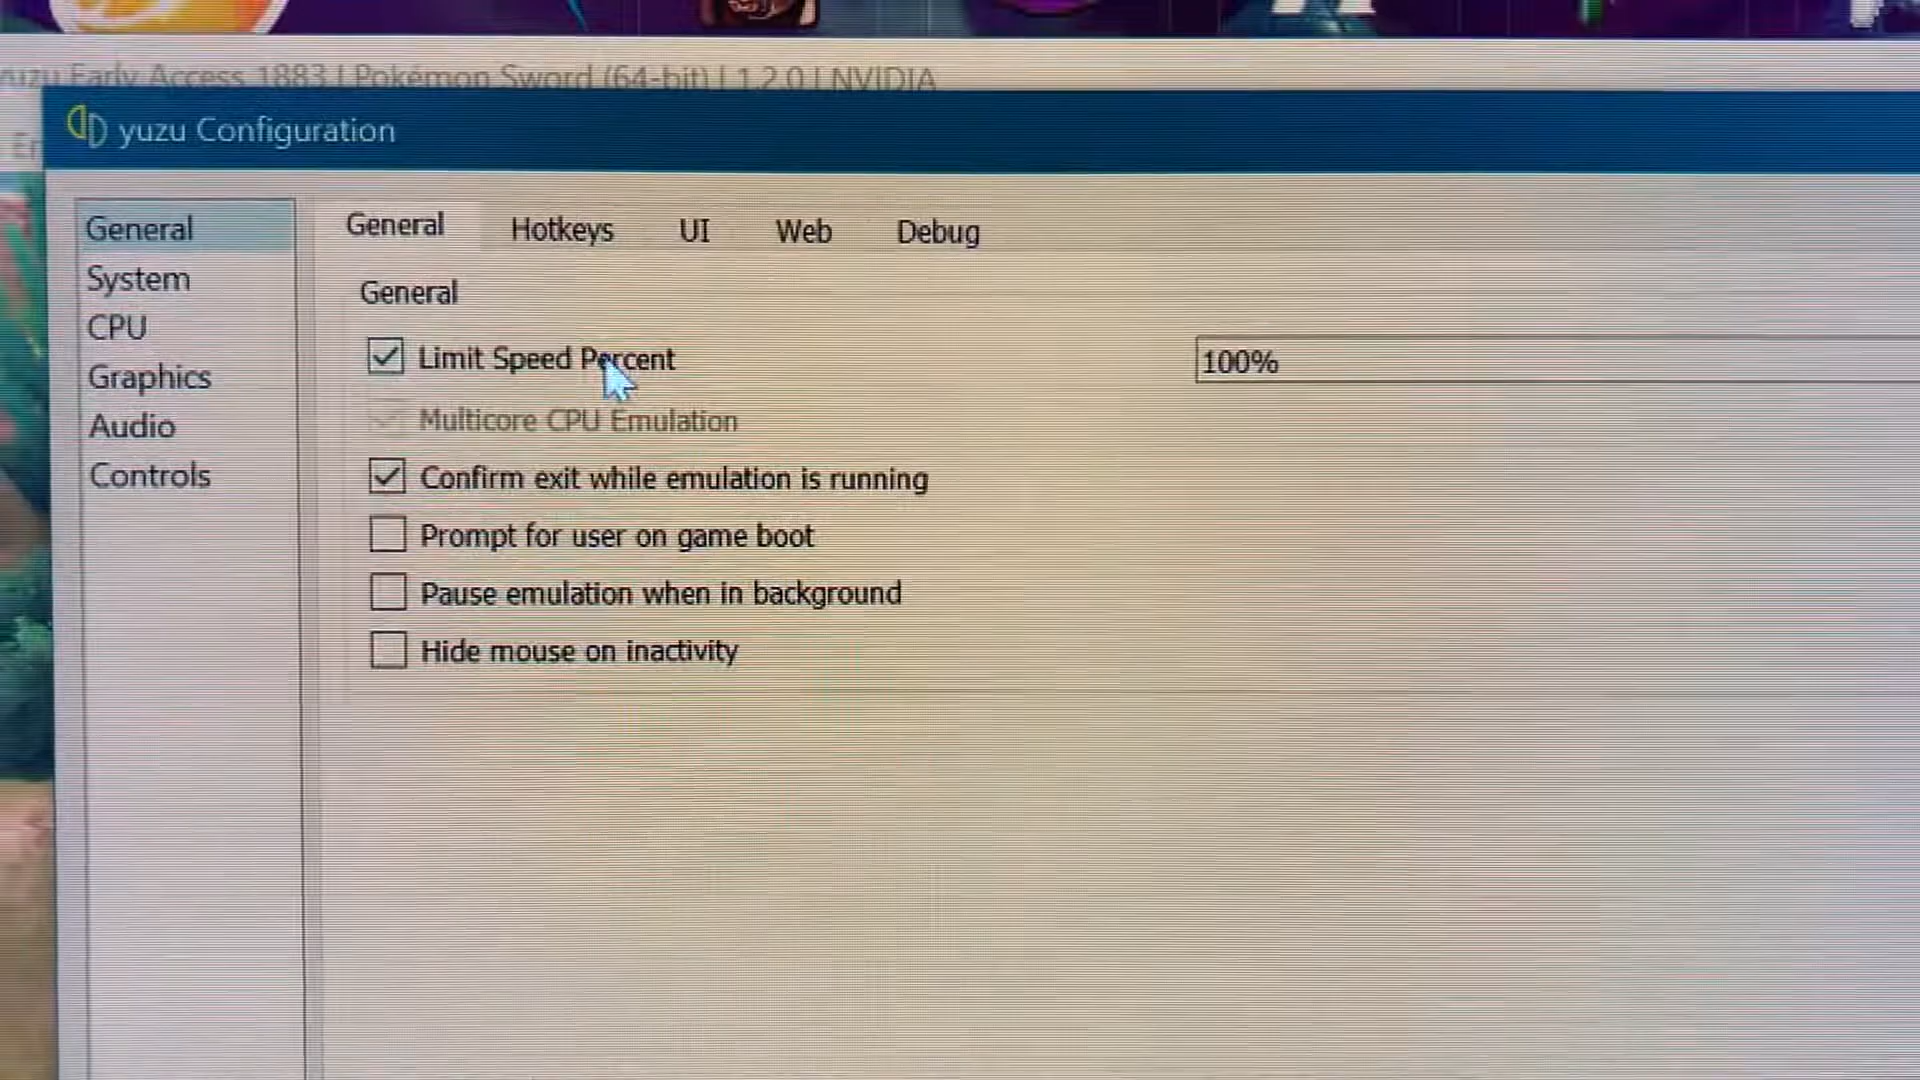 yuzu Early Access 1883 | Pokémon Sword (64-bit) | 1.2.0 | NVIDIA
yuzu Configuration
General
System
CPU
Graphics
Audio
Controls
General Hotkeys UI Web Debug
General
Limit Speed Percent 100%
Multicore CPU Emulation
Confirm exit while emulation is running
Prompt for user on game boot
Pause emulation when in background
Hide mouse on inactivity